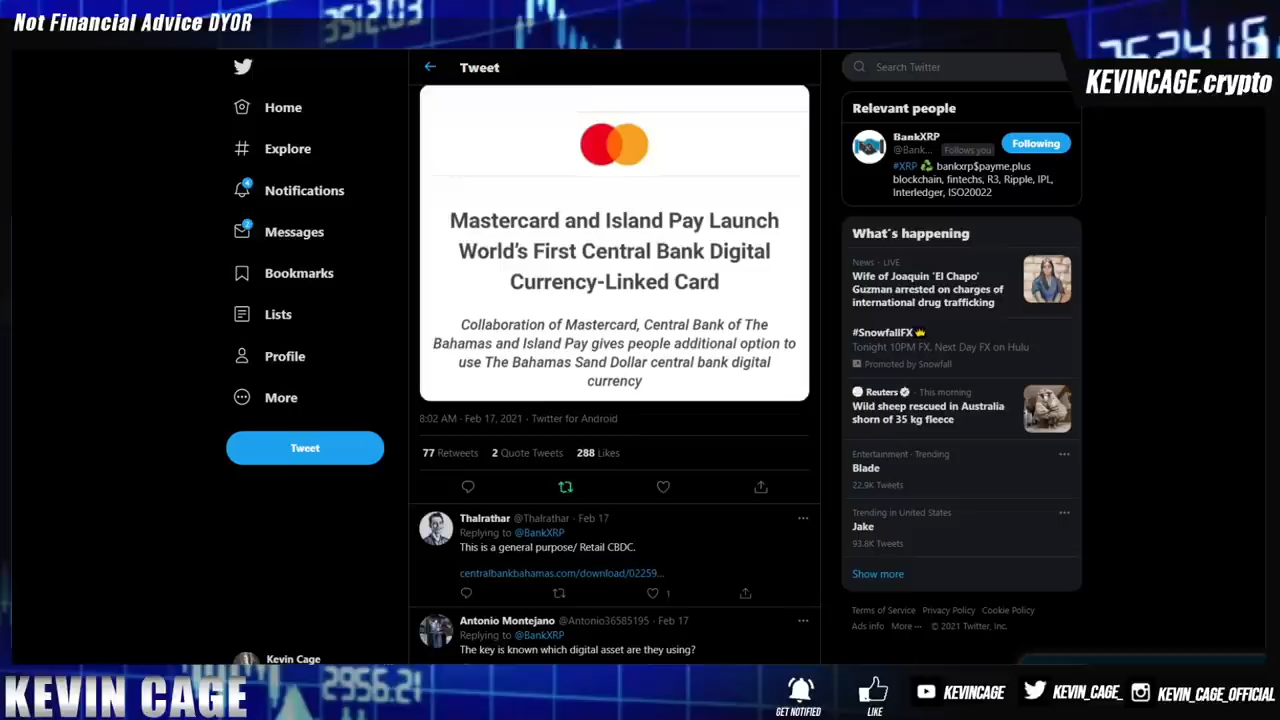 Not Financial Advice DYOR
3512.03
3524.16
KEVINCAGE.crypto
Home
Explore
Notifications
Messages
Bookmarks
Lists
Profile
More
Tweet
Kevin Cage
Tweet
Mastercard and Island Pay Launch
World's First Central Bank Digital
Currency-Linked Card
Collaboration of Mastercard, Central Bank of The
Bahamas and Island Pay gives people additional option to
use The Bahamas Sand Dollar central bank digital
currency
8:02 AM · Feb 17, 2021 · Twitter for Android
77 Retweets 2 Quote Tweets 288 Likes
Thalrathar @Thalrathar · Feb 17
Replying to @BankXRP
This is a general purpose/ Retail CBDC.
centralbankbahamas.com/download/02259...
1
Antonio Montejano @Antonio36585195 · Feb 17
Replying to @BankXRP
The key is known which digital asset are they using?
Search Twitter
Relevant people
BankXRP
@Bank... Follows you
Following
#XRP bankxrp$payme.plus
blockchain, fintechs, R3, Ripple, IPL,
Interledger, ISO20022
What's happening
News · LIVE
Wife of Joaquin 'El Chapo'
Guzman arrested on charges of
international drug trafficking
#SnowfallFX
Tonight 10PM FX. Next Day FX on Hulu
Promoted by Snowfall
Reuters · This morning
Wild sheep rescued in Australia
shorn of 35 kg fleece
Entertainment · Trending
Blade
22.9K Tweets
Trending in United States
Jake
93.8K Tweets
Show more
Terms of Service Privacy Policy Cookie Policy
Ads info More ··· © 2021 Twitter, Inc.
KEVIN CAGE
2956.21
GET NOTIFIED
LIKE
KEVINCAGE
KEVIN_CAGE_
KEVIN_CAGE_OFFICIAL